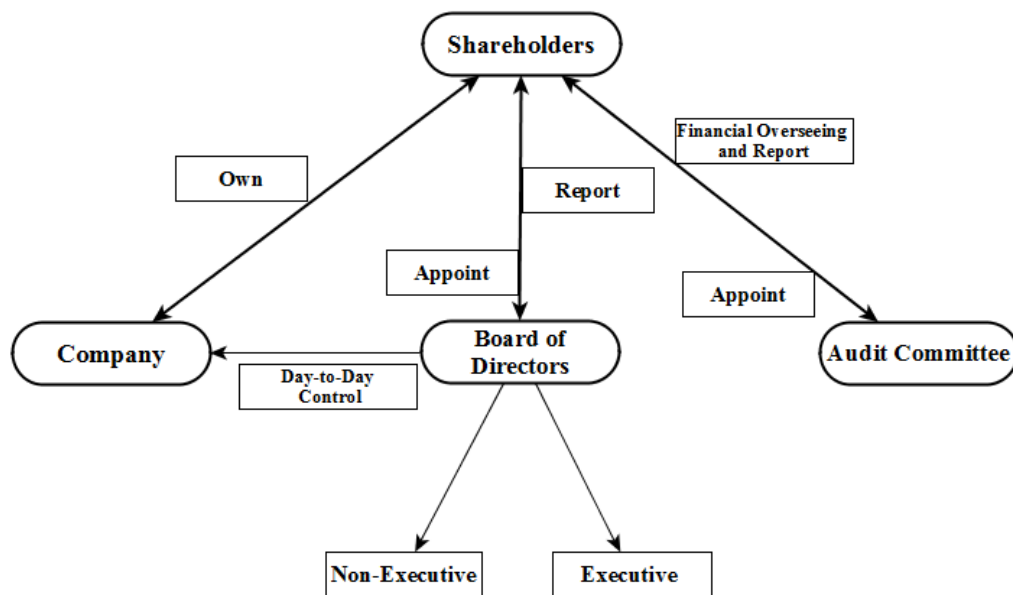 Shareholders
Financial Overseeing
and Report
Own
Report
Appoint
Appoint
Company
Board of
Directors
Audit Committee
Day-to-Day
Control
Non-Executive
Executive